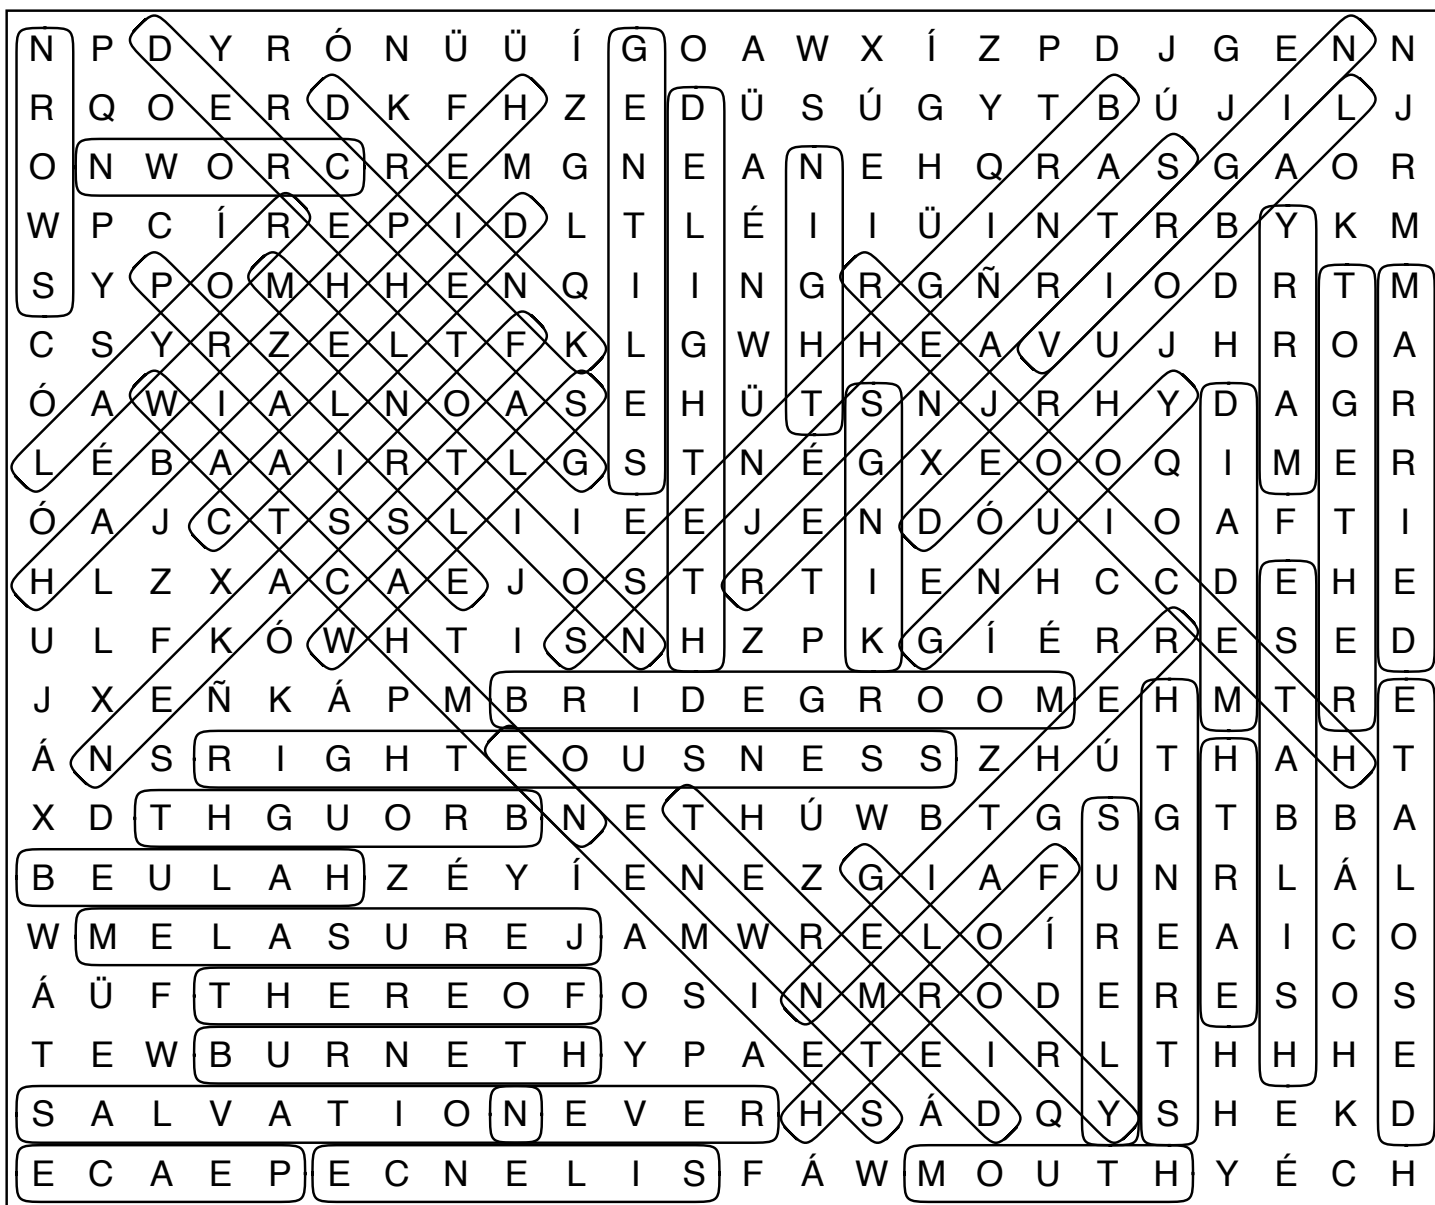 N P D Y R Ó N Ü Ü Í G O A W X Í Z P D J G E N N
R Q O E R D K F H Z E D Ü S Ú G Y T B Ú J I L J
O N W O R C R E M G N E A N E H Q R A S G A O R
W P C Í R E P I D L T L É I I Ü I N T R B Y K M
S Y P O M H H E N Q I I N G R G Ñ R I O D R T M
C S Y R Z E L T F K L G W H H E A V U J H R O A
Ó A W I A L N O A S E H Ü T S N J R H Y D A G R
L É B A A I R T L G S T N É G X E O O Q I M E R
Ó A J C T S S L I I E E J E N D Ó U I O A F T I
H L Z X A C A E J O S T R T I E N H C C D E H E
U L F K Ó W H T I S N H Z P K G Í É R R E S E D
J X E Ñ K Á P M B R I D E G R O O M E H M T R E
Á N S R I G H T E O U S N E S S Z H Ú T H A H T
X D T H G U O R B N E T H Ú W B T G S G T B B A
B E U L A H Z É Y Í E N E Z G I A F U N R L Á L
W M E L A S U R E J A M W R E L O Í R E A I C O
Á Ü F T H E R E O F O S I N M R O D E R E S O S
T E W B U R N E T H Y P A E T E I R L T H H H E
S A L V A T I O N E V E R H S Á D Q Y S H E K D
E C A E P E C N E L I S F Á W M O U T H Y É C H